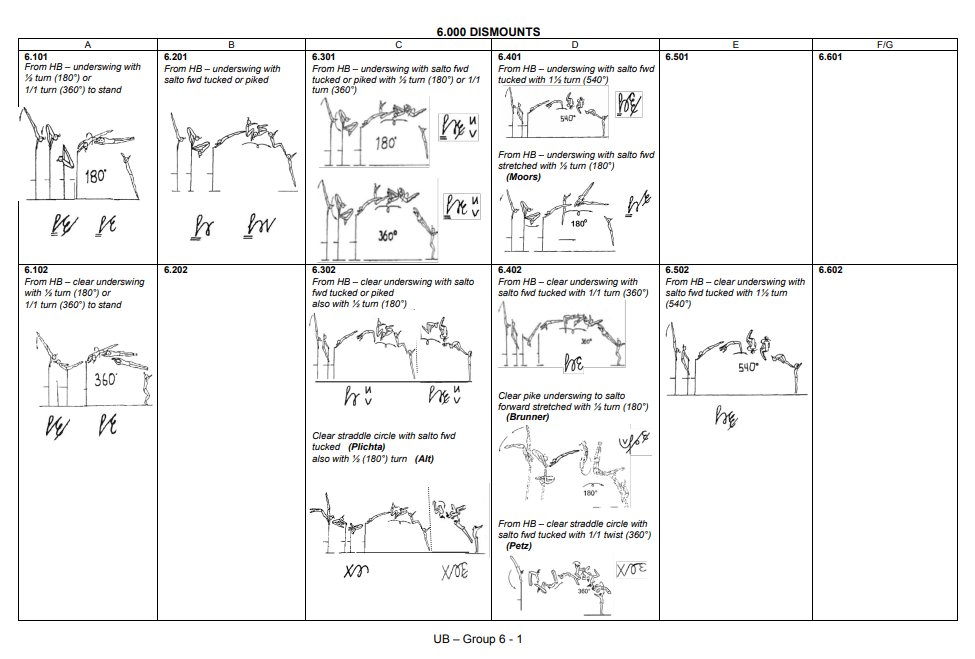 6.000 DISMOUNTS
A
B
C
D
E
F/G
6.101
From HB – underswing with
½ turn (180°) or
1/1 turn (360°) to stand
180°
6.201
From HB – underswing with
salto fwd tucked or piked
6.301
From HB – underswing with salto fwd
tucked or piked with ½ turn (180°) or 1/1
turn (360°)
180°
360°
6.401
From HB – underswing with salto fwd
tucked with 1½ turn (540°)
540°
From HB – underswing with salto fwd
stretched with ½ turn (180°)
(Moors)
180°
6.501
6.601
6.102
From HB – clear underswing
with ½ turn (180°) or
1/1 turn (360°) to stand
360°
6.202
6.302
From HB – clear underswing with salto
fwd tucked or piked
also with ½ turn (180°)
Clear straddle circle with salto fwd
tucked (Plichta)
also with ½ (180°) turn (Alt)
6.402
From HB – clear underswing with
salto fwd tucked with 1/1 turn (360°)
360°
Clear pike underswing to salto
forward stretched with ½ turn (180°)
(Brunner)
180°
From HB – clear straddle circle with
salto fwd tucked with 1/1 twist (360°)
(Petz)
360°
6.502
From HB – clear underswing with
salto fwd tucked with 1½ turn
(540°)
540°
6.602
UB – Group 6 - 1